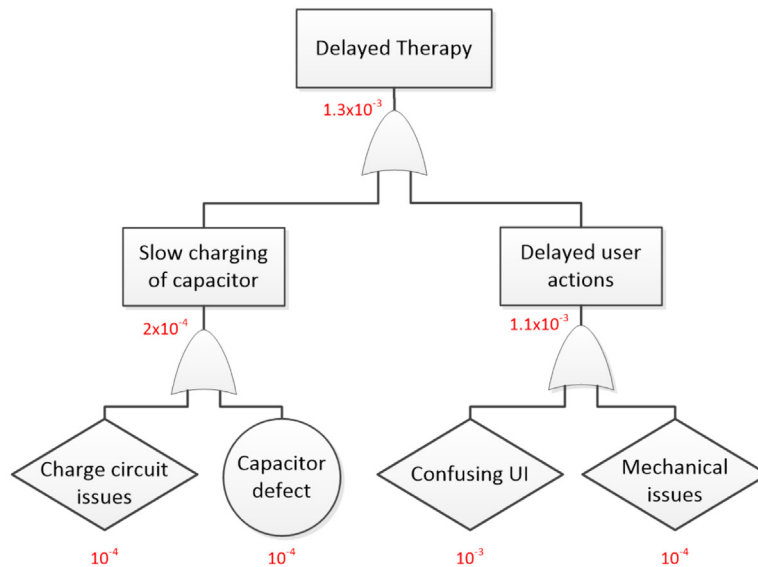 Delayed Therapy
1.3x10⁻³
Slow charging
of capacitor
Delayed user
actions
2x10⁻⁴
1.1x10⁻³
Charge circuit
issues
Capacitor
defect
Confusing UI
Mechanical
issues
10⁻⁴
10⁻⁴
10⁻³
10⁻⁴